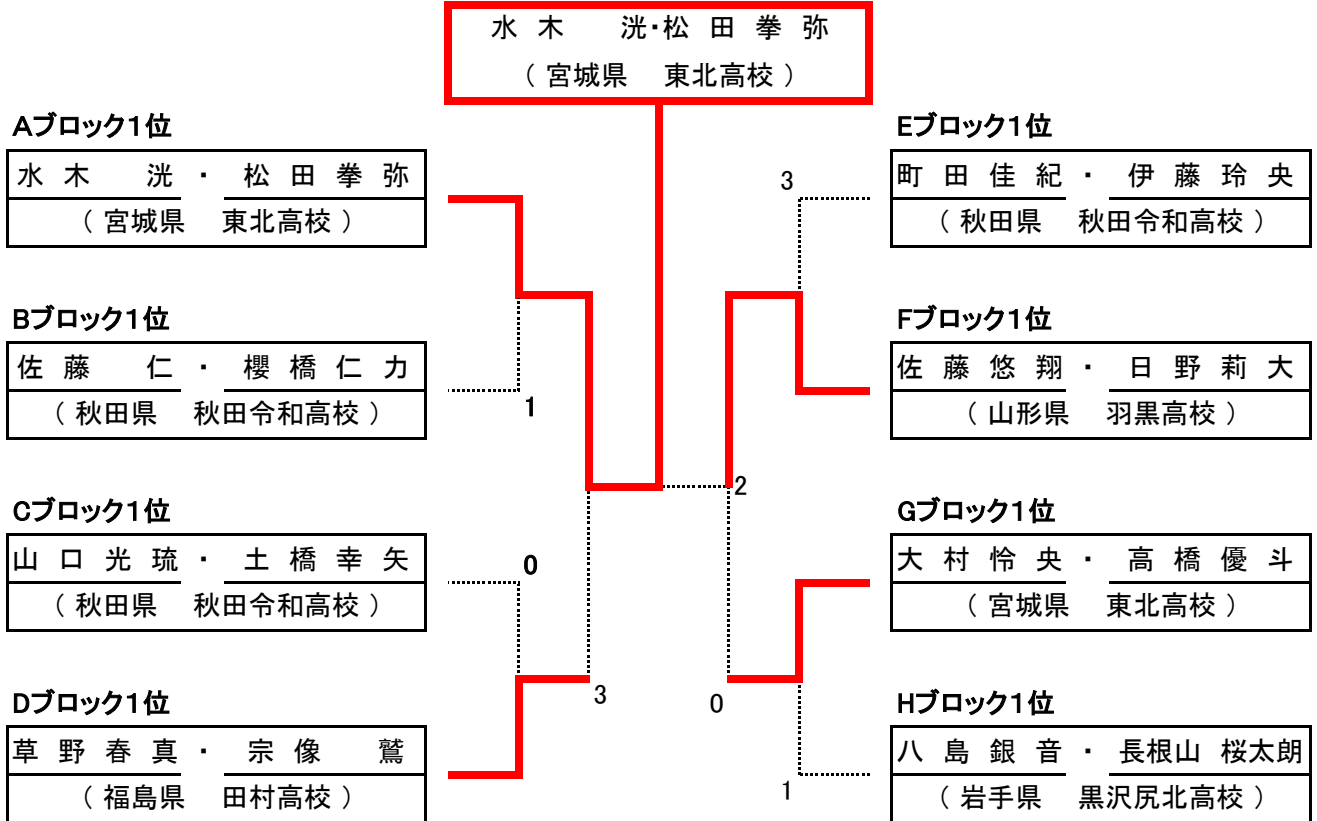 水木　洸・松田拳弥
（宮城県　東北高校）
Aブロック1位
水木　洸・松田拳弥
（宮城県　東北高校）
Bブロック1位
佐藤　仁・櫻橋仁力
（秋田県　秋田令和高校）
Cブロック1位
山口光琉・土橋幸矢
（秋田県　秋田令和高校）
Dブロック1位
草野春真・宗像　鷲
（福島県　田村高校）
1
0
3
2
0
3
1
Eブロック1位
町田佳紀・伊藤玲央
（秋田県　秋田令和高校）
Fブロック1位
佐藤悠翔・日野莉大
（山形県　羽黒高校）
Gブロック1位
大村怜央・高橋優斗
（宮城県　東北高校）
Hブロック1位
八島銀音・長根山 桜太朗
（岩手県　黒沢尻北高校）